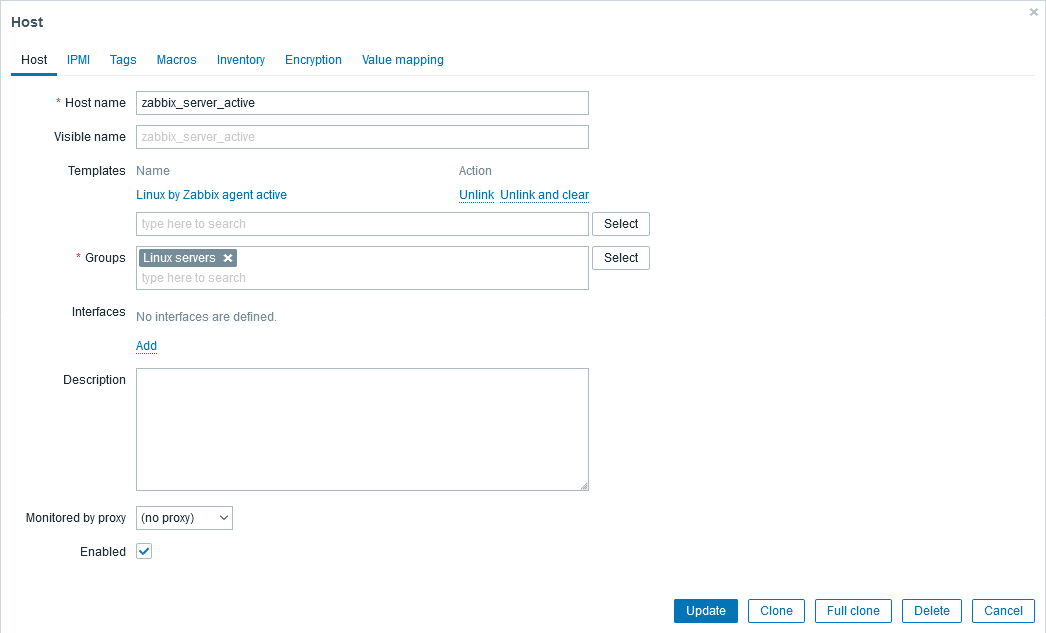 Host
Host IPMI Tags Macros Inventory Encryption Value mapping
* Host name zabbix_server_active
Visible name zabbix_server_active
Templates Name Action
Linux by Zabbix agent active Unlink Unlink and clear
type here to search Select
* Groups Linux servers Select
type here to search
Interfaces No interfaces are defined.
Add
Description
Monitored by proxy (no proxy)
Enabled
Update Clone Full clone Delete Cancel